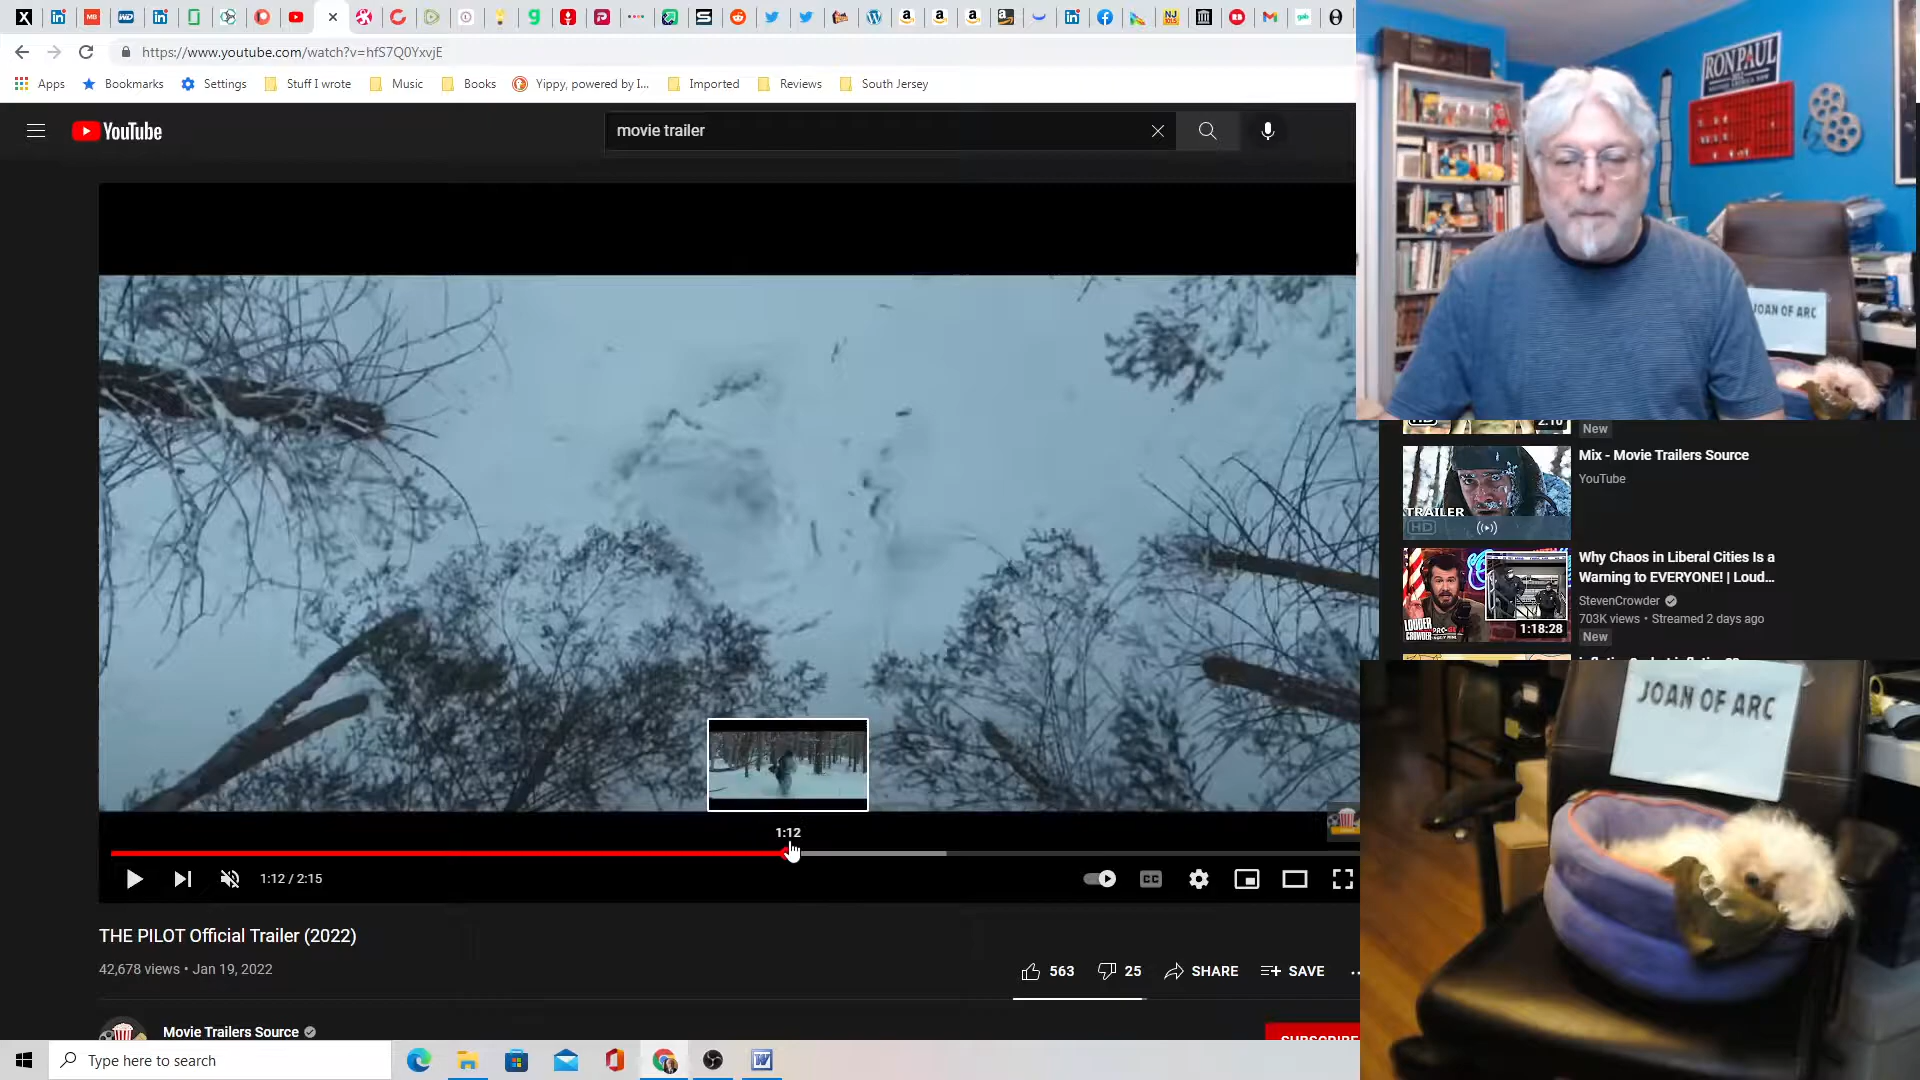 https://www.youtube.com/watch?v=hfS7Q0YxvjE
Apps
Bookmarks
Settings
Stuff I wrote
Music
Books
Yippy, powered by I...
Imported
Reviews
South Jersey
YouTube
movie trailer
RON PAUL
JOAN OF ARC
New
Mix - Movie Trailers Source
YouTube
TRAILER
HD
Why Chaos in Liberal Cities Is a
Warning to EVERYONE! | Loud...
StevenCrowder
703K views • Streamed 2 days ago
New
LOUDER
CROWDER
1:18:28
JOAN OF ARC
1:12
1:12 / 2:15
CC
THE PILOT Official Trailer (2022)
42,678 views • Jan 19, 2022
563
25
SHARE
SAVE
Movie Trailers Source
Type here to search